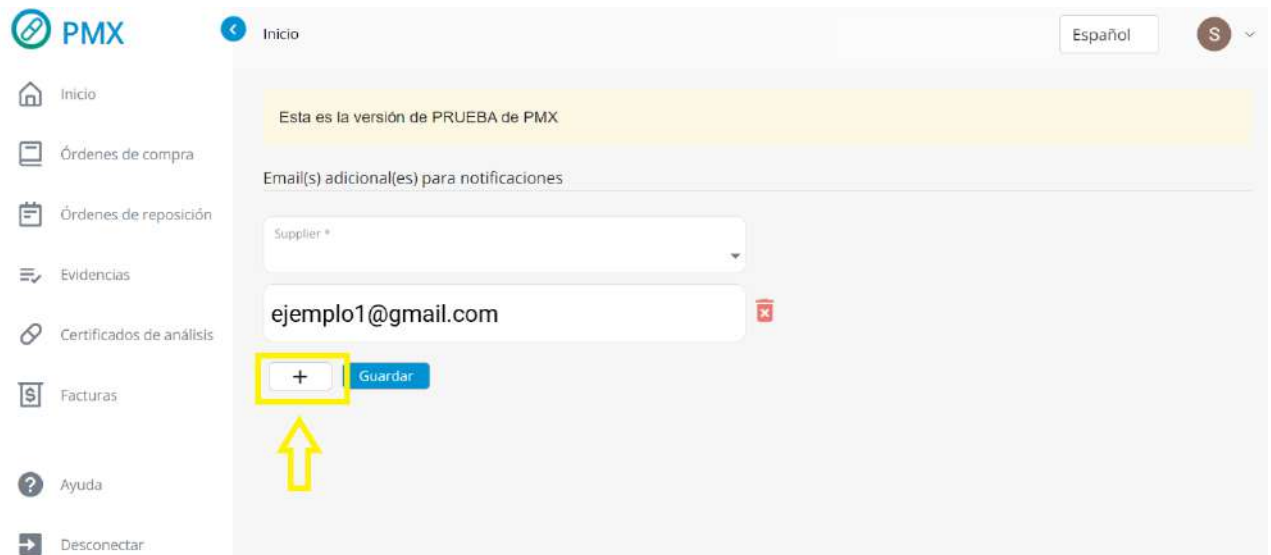 PMX
Inicio
Español
S
Inicio
Órdenes de compra
Órdenes de reposición
Evidencias
Certificados de análisis
Facturas
Ayuda
Desconectar
Esta es la versión de PRUEBA de PMX
Email(s) adicional(es) para notificaciones
Supplier *
ejemplo1@gmail.com
+
Guardar